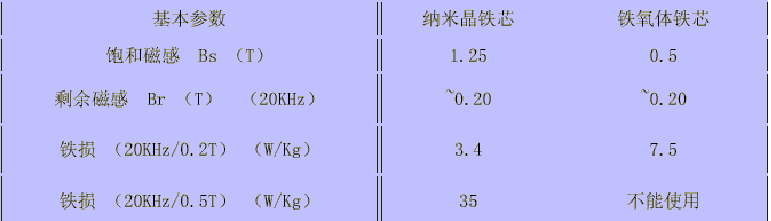 基本参数 纳米晶铁芯 铁氧体铁芯
饱和磁感 Bs （T） 1.25 0.5
剩余磁感 Br （T） （20KHz） ~0.20 ~0.20
铁损 （20KHz/0.2T） （W/Kg） 3.4 7.5
铁损 （20KHz/0.5T） （W/Kg） 35 不能使用